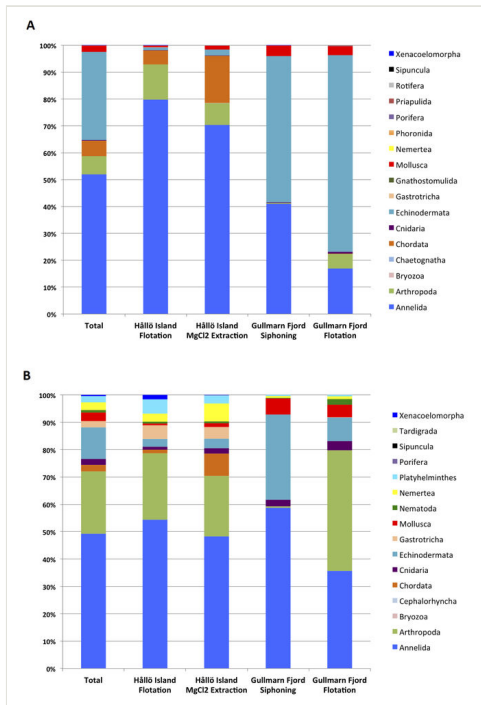 A
100%
90%
80%
70%
60%
50%
40%
30%
20%
10%
0%
Total
Hållö Island
Flotation
Hållö Island
MgCl2 Extraction
Gullmarn Fjord
Siphoning
Gullmarn Fjord
Flotation
Xenacoelomorpha
Sipuncula
Rotifera
Priapulida
Porifera
Phoronida
Nemertea
Mollusca
Gnathostomulida
Gastrotricha
Echinodermata
Cnidaria
Chordata
Chaetognatha
Bryozoa
Arthropoda
Annelida
B
100%
90%
80%
70%
60%
50%
40%
30%
20%
10%
0%
Total
Hållö Island
Flotation
Hållö Island
MgCl2 Extraction
Gullmarn Fjord
Siphoning
Gullmarn Fjord
Flotation
Xenacoelomorpha
Tardigrada
Sipuncula
Porifera
Platyhelminthes
Nemertea
Nematoda
Mollusca
Gastrotricha
Echinodermata
Cnidaria
Chordata
Cephalorhyncha
Bryozoa
Arthropoda
Annelida